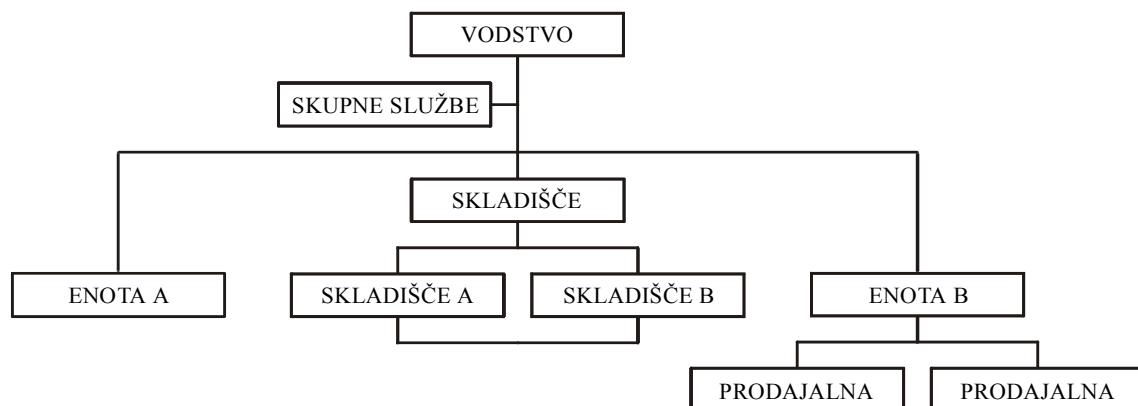 VODSTVO
SKUPNE SLUŽBE
SKLADIŠČE
ENOTA A
SKLADIŠČE A
SKLADIŠČE B
ENOTA B
PRODAJALNA
PRODAJALNA